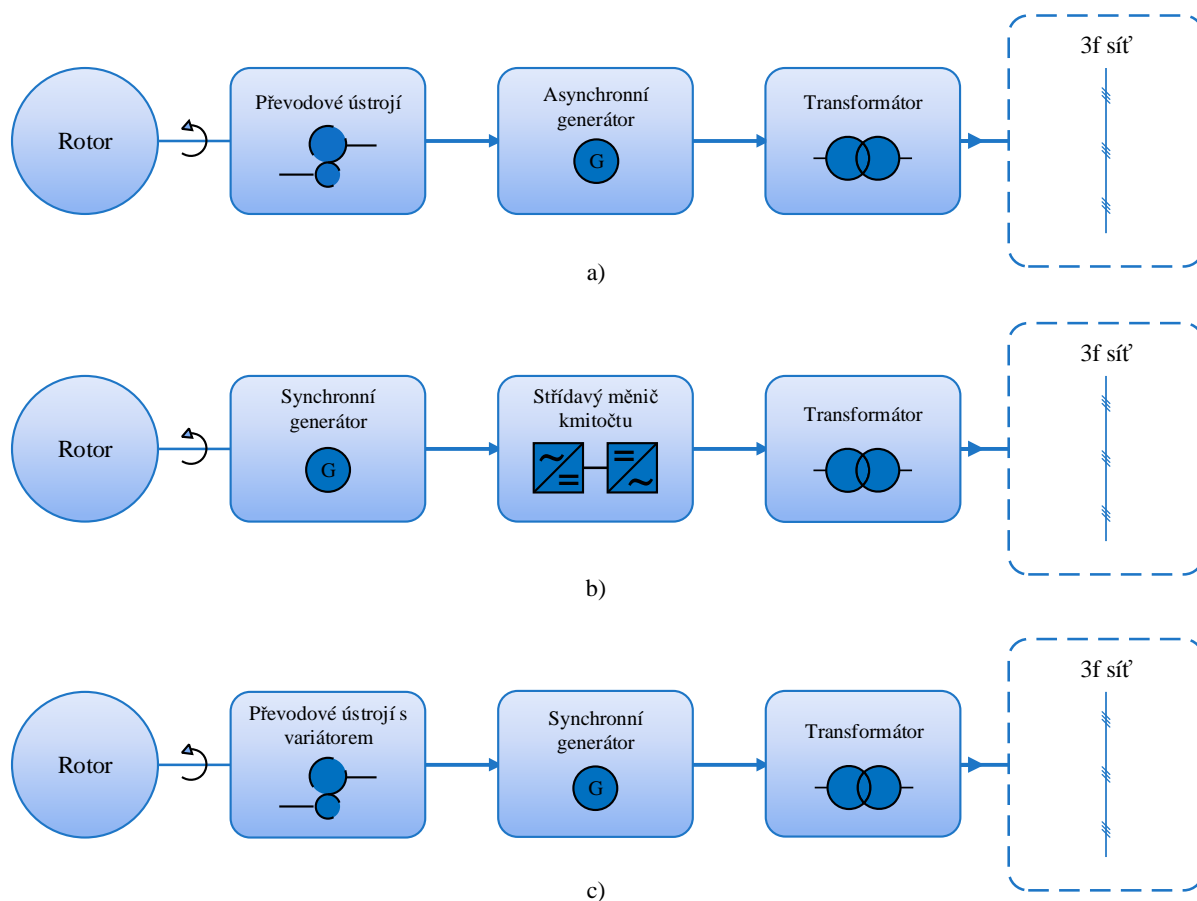 3f síť
Rotor
Převodové ústrojí
Asynchronní
generátor
G
Transformátor
a)
3f síť
Rotor
Synchronní
generátor
G
Střídavý měnič
kmitočtu
Transformátor
b)
3f síť
Rotor
Převodové ústrojí s
variátorem
Synchronní
generátor
G
Transformátor
c)